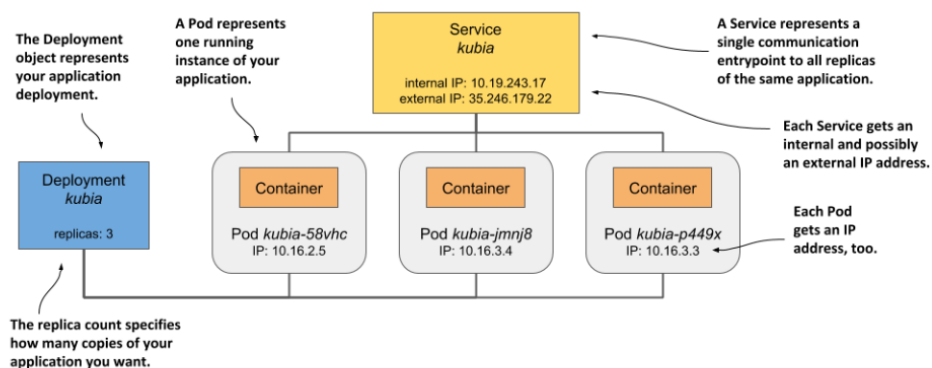 The Deployment
object represents
your application
deployment.
A Pod represents
one running
instance of your
application.
Service
kubia
internal IP: 10.19.243.17
external IP: 35.246.179.22
A Service represents a
single communication
entrypoint to all replicas
of the same application.
Each Service gets an
internal and possibly
an external IP address.
Deployment
kubia
replicas: 3
Container
Pod kubia-58vhc
IP: 10.16.2.5
Container
Pod kubia-jmnj8
IP: 10.16.3.4
Container
Pod kubia-p449x
IP: 10.16.3.3
Each Pod
gets an IP
address, too.
The replica count specifies
how many copies of your
application you want.